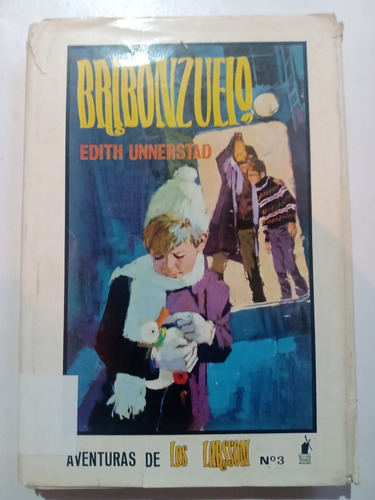 BRIBONZUELO
EDITH UNNERSTAD
AVENTURAS DE LOS LARSSON Nº3